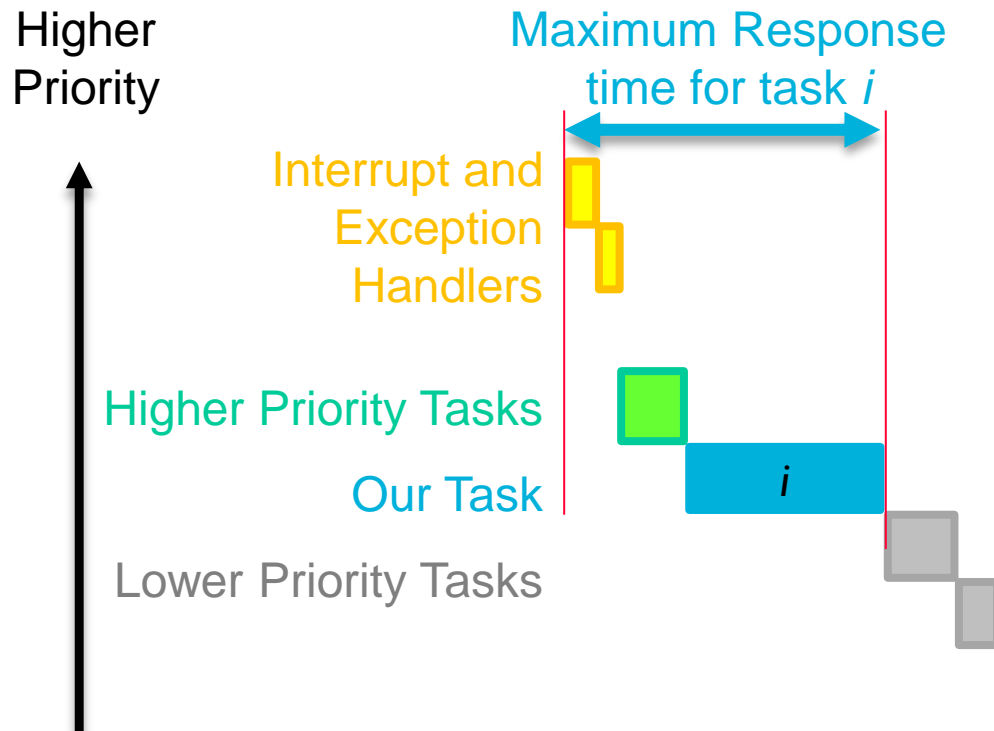 Higher
Priority
Maximum Response
time for task i
Interrupt and
Exception
Handlers
Higher Priority Tasks
Our Task
i
Lower Priority Tasks